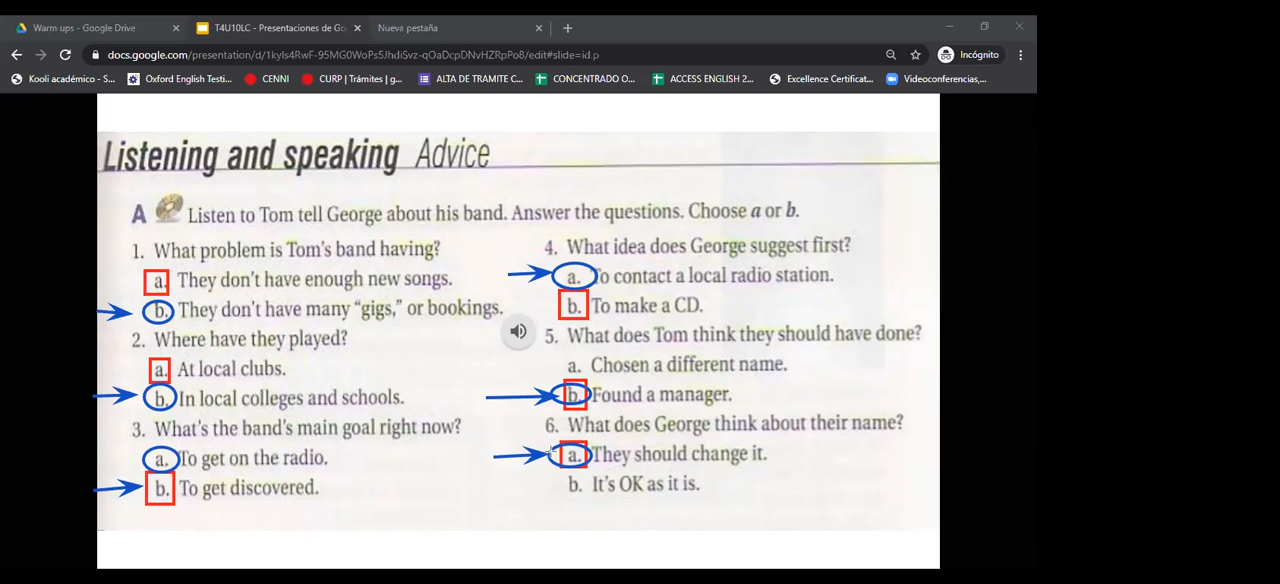 Warm ups - Google Drive
T4U10LC - Presentaciones de Go
Nueva pestaña
docs.google.com/presentation/d/1kyls4RwF-95MG0WoPs5JhdiSvz-qOaDcpDNvHZRpPo8/edit#slide=id.p
Incógnito
Kooli académico - S...
Oxford English Testi...
CENNI
CURP | Trámites | g...
ALTA DE TRAMITE C...
CONCENTRADO O...
ACCESS ENGLISH 2...
Excellence Certificat...
Videoconferencias,...
Listening and speaking Advice
A Listen to Tom tell George about his band. Answer the questions. Choose a or b.
1. What problem is Tom's band having?
a. They don't have enough new songs.
b. They don't have many "gigs," or bookings.
2. Where have they played?
a. At local clubs.
b. In local colleges and schools.
3. What's the band's main goal right now?
a. To get on the radio.
b. To get discovered.
4. What idea does George suggest first?
a. To contact a local radio station.
b. To make a CD.
5. What does Tom think they should have done?
a. Chosen a different name.
b. Found a manager.
6. What does George think about their name?
a. They should change it.
b. It's OK as it is.